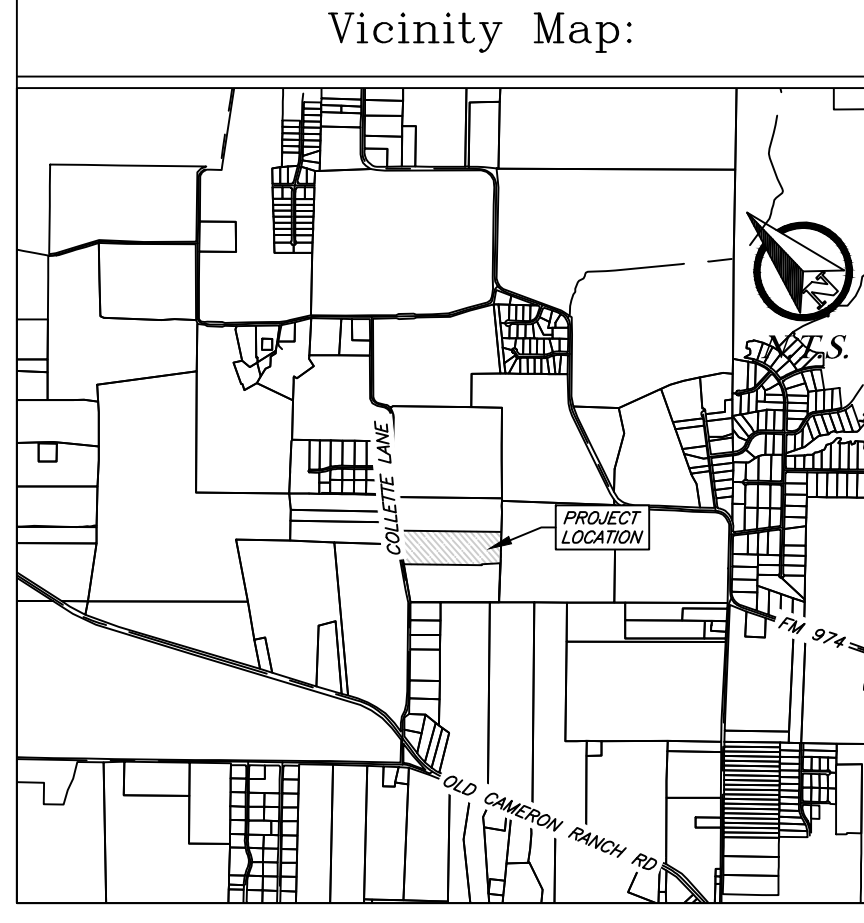 Vicinity Map:
N
N.T.S.
COLLETTE LANE
PROJECT
LOCATION
FM 974
OLD CAMERON RANCH RD